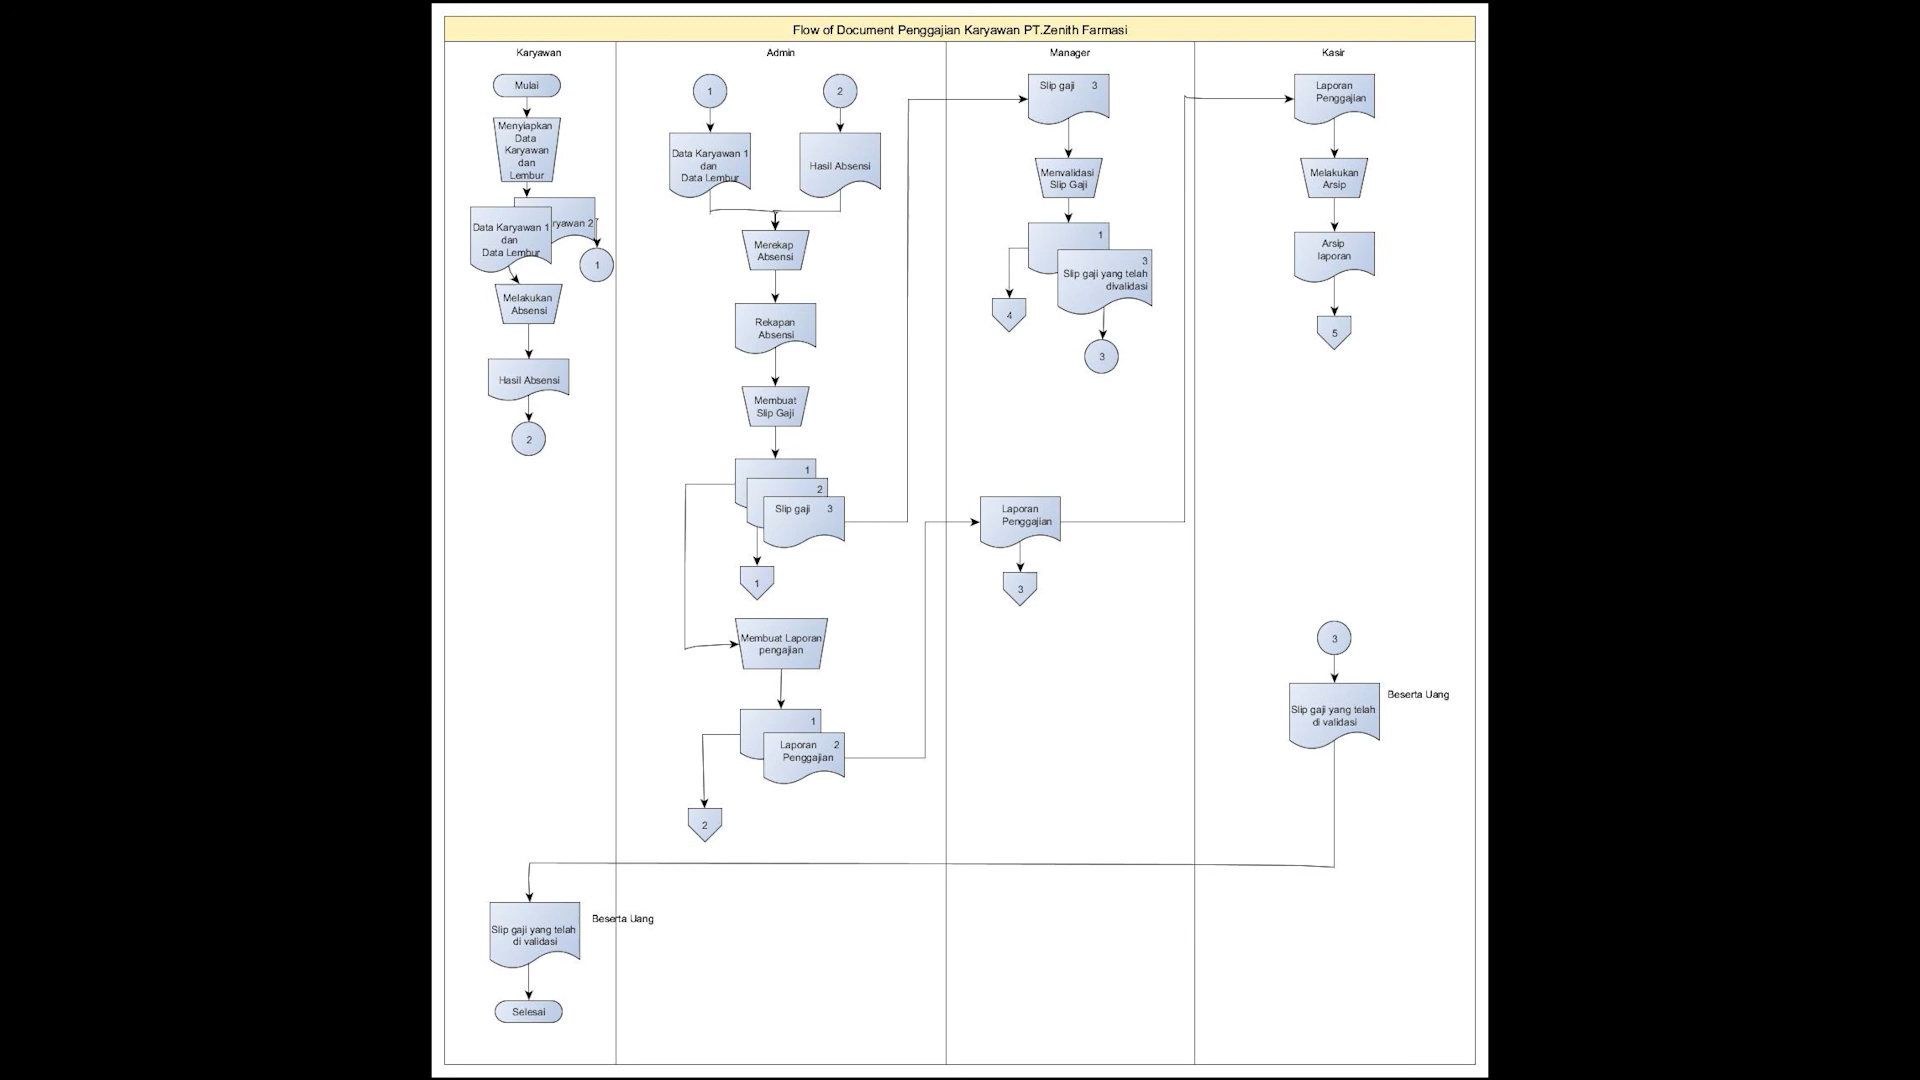 Flow of Document Penggajian Karyawan PT.Zenith Farmasi
Karyawan
Admin
Manager
Kasir
Mulai
Menyiapkan
Data
Karyawan
dan
Lembur
ryawan 2
Data Karyawan 1
dan
Data Lembur
1
Melakukan
Absensi
Hasil Absensi
2
Slip gaji yang telah
di validasi
Beserta Uang
Selesai
1
2
Data Karyawan 1
dan
Data Lembur
Hasil Absensi
Merekap
Absensi
Rekapan
Absensi
Membuat
Slip Gaji
1
2
Slip gaji 3
1
Membuat Laporan
pengajian
1
Laporan 2
Penggajian
2
Slip gaji 3
Menvalidasi
Slip Gaji
1
3
Slip gaji yang telah
divalidasi
4
3
Laporan
Penggajian
3
Laporan
Penggajian
Melakukan
Arsip
Arsip
laporan
5
3
Slip gaji yang telah
di validasi
Beserta Uang